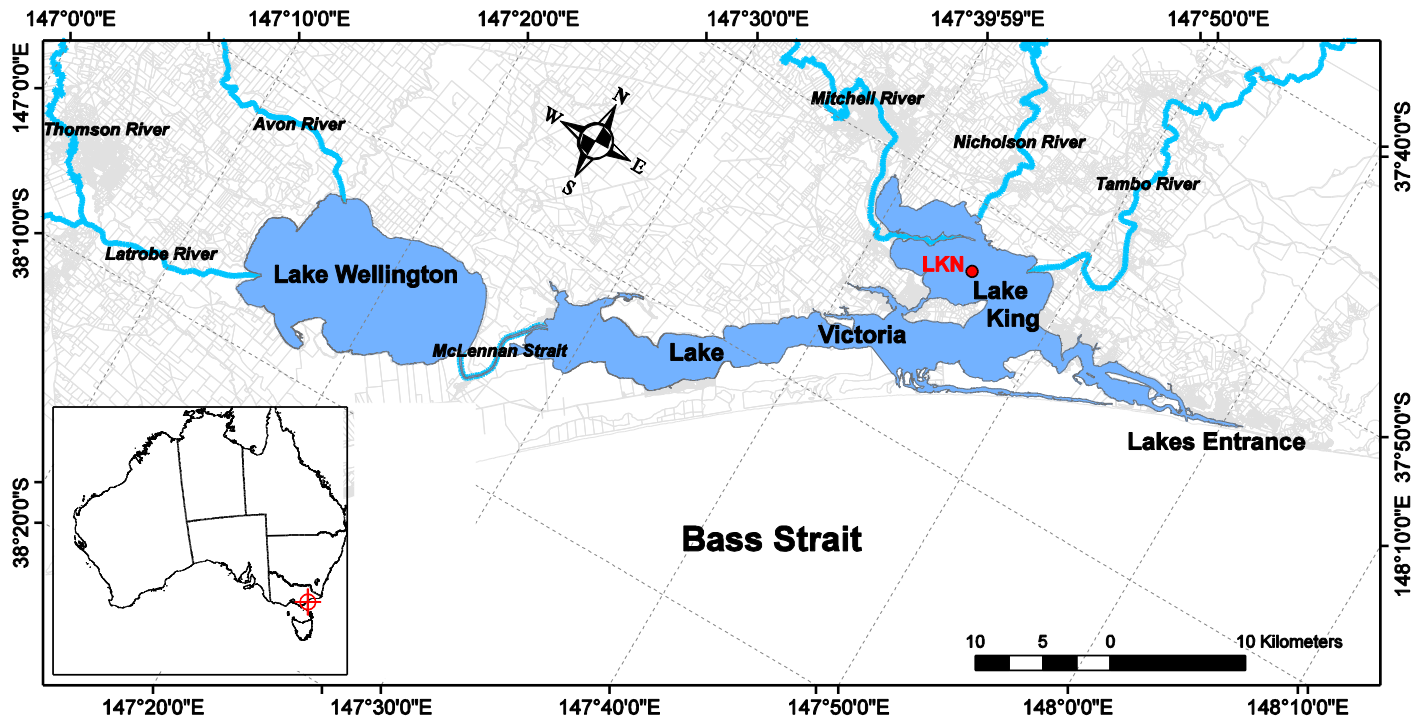 147°0'0"E
147°10'0"E
147°20'0"E
147°30'0"E
147°39'59"E
147°50'0"E
147°0'0"E
38°10'0"S
38°20'0"S
37°40'0"S
37°50'0"S
148°10'0"E
Thomson River
Avon River
Latrobe River
Mitchell River
Nicholson River
Tambo River
N
W
E
S
Lake Wellington
McLennan Strait
LKN
Lake
King
Lake
Victoria
Lakes Entrance
Bass Strait
10
5
0
10 Kilometers
147°20'0"E
147°30'0"E
147°40'0"E
147°50'0"E
148°0'0"E
148°10'0"E